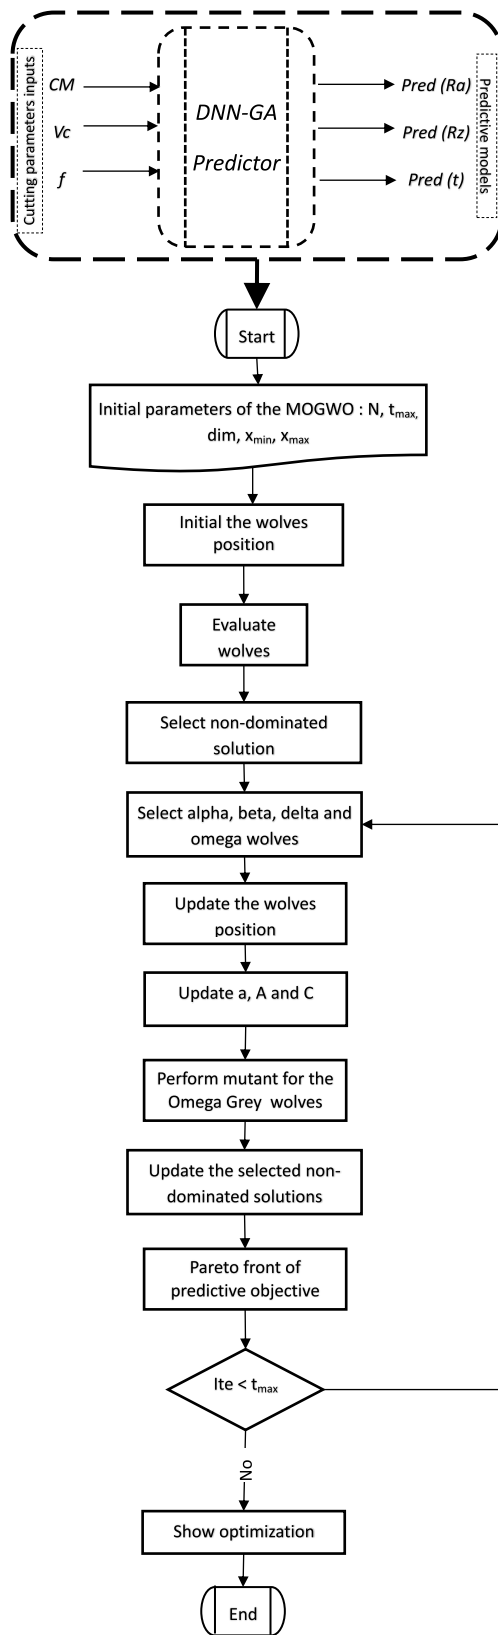 Cutting parameters inputs
CM
Vc
f
DNN-GA
Predictor
Pred (Ra)
Pred (Rz)
Pred (t)
Predictive models
Start
Initial parameters of the MOGWO : N, tmax,
dim, xmin, xmax
Initial the wolves
position
Evaluate
wolves
Select non-dominated
solution
Select alpha, beta, delta and
omega wolves
Update the wolves
position
Update a, A and C
Perform mutant for the
Omega Grey wolves
Update the selected non-
dominated solutions
Pareto front of
predictive objective
Ite < tmax
No
Show optimization
End